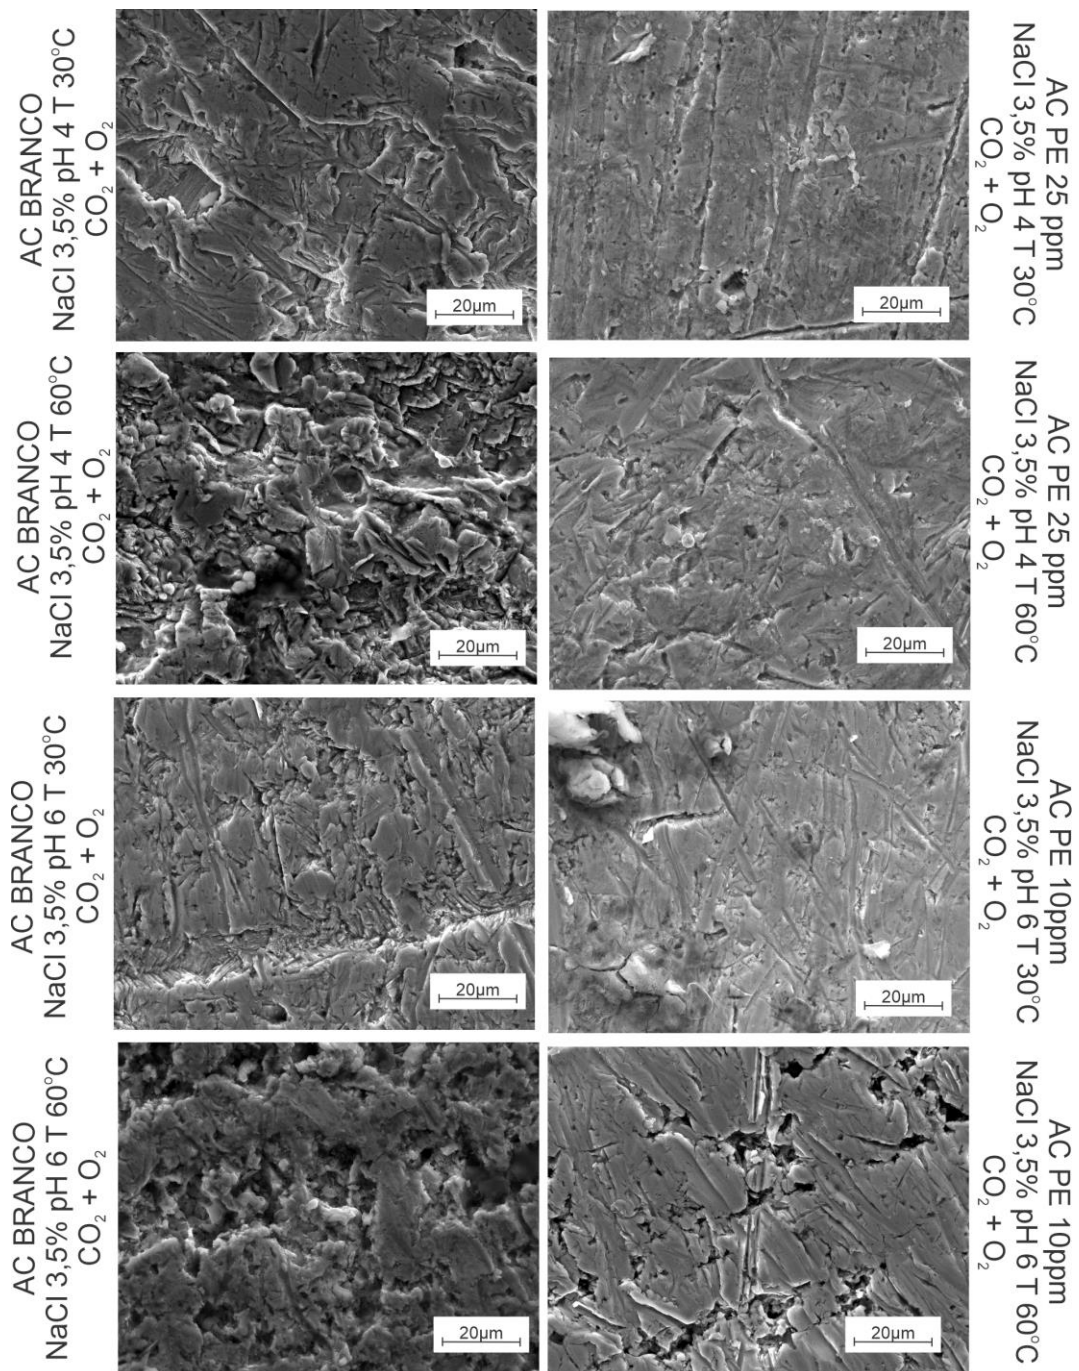 AC BRANCO
NaCl 3,5% pH 4 T 30°C
CO₂ + O₂
20µm
20µm
AC PE 25 ppm
NaCl 3,5% pH 4 T 30°C
CO₂ + O₂
AC BRANCO
NaCl 3,5% pH 4 T 60°C
CO₂ + O₂
20µm
20µm
AC PE 25 ppm
NaCl 3,5% pH 4 T 60°C
CO₂ + O₂
AC BRANCO
NaCl 3,5% pH 6 T 30°C
CO₂ + O₂
20µm
20µm
AC PE 10ppm
NaCl 3,5% pH 6 T 30°C
CO₂ + O₂
AC BRANCO
NaCl 3,5% pH 6 T 60°C
CO₂ + O₂
20µm
20µm
AC PE 10ppm
NaCl 3,5% pH 6 T 60°C
CO₂ + O₂